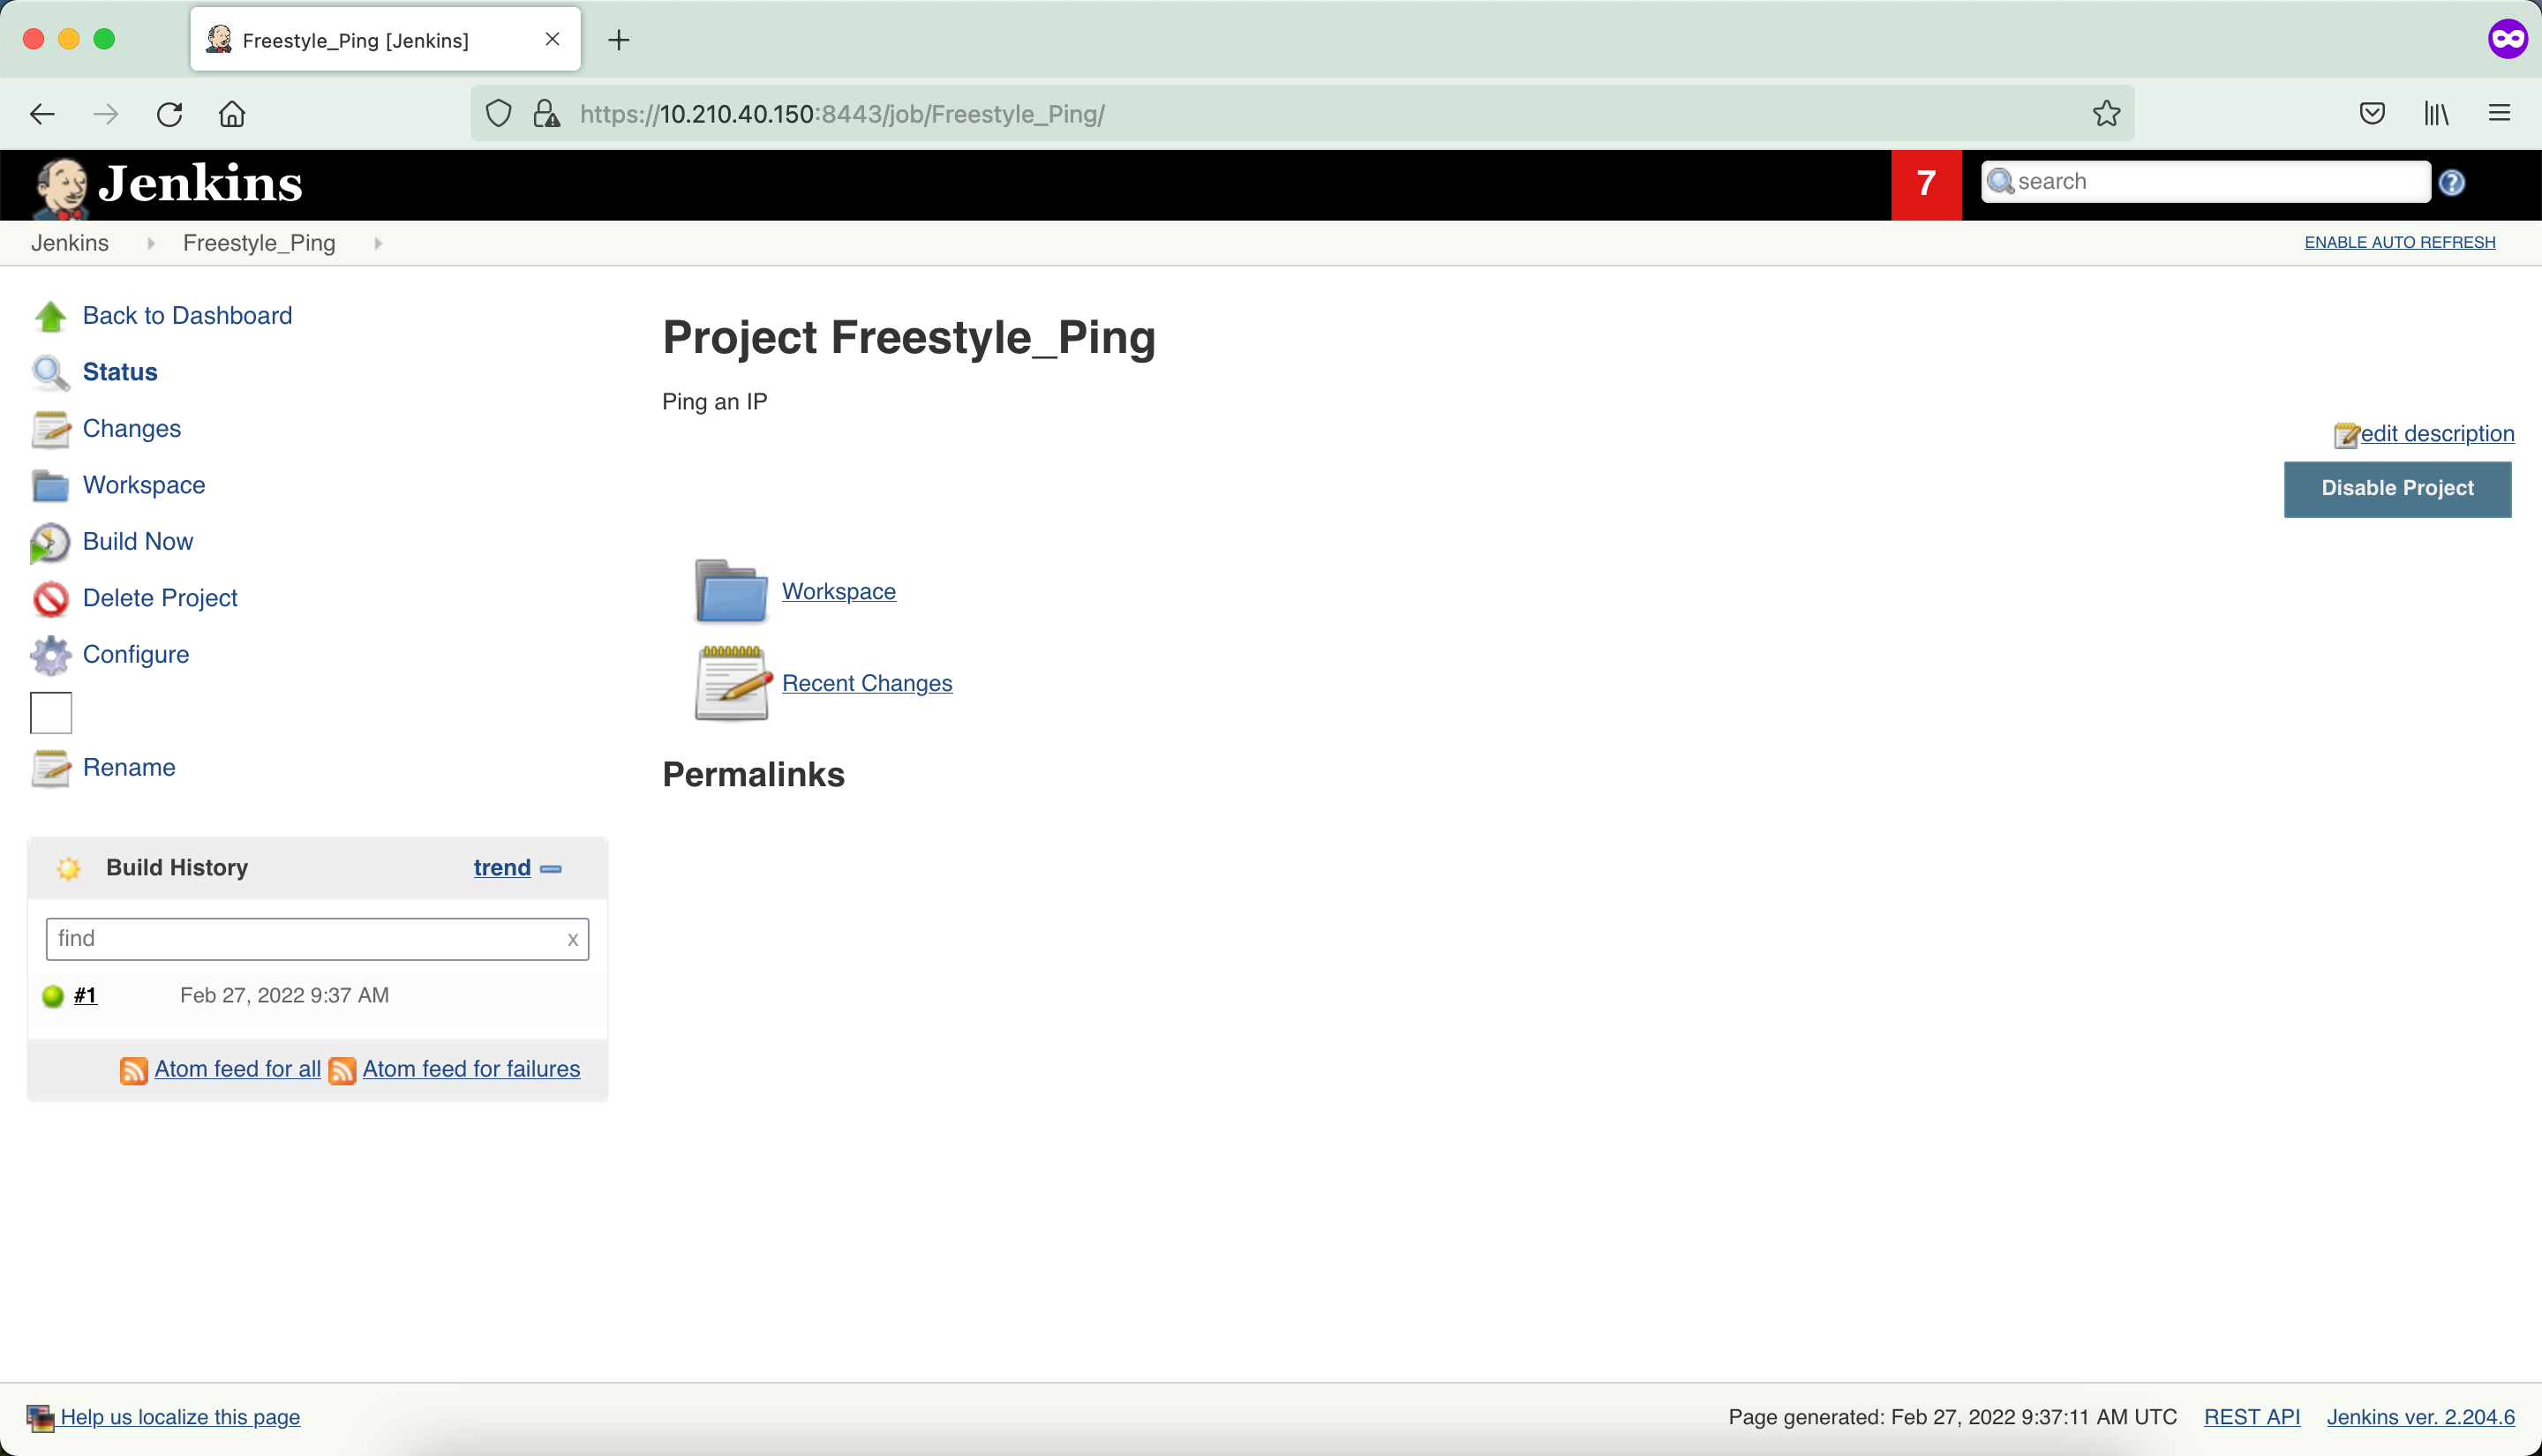 Freestyle_Ping [Jenkins]
https://10.210.40.150:8443/job/Freestyle_Ping/
Jenkins
7
search
Jenkins
Freestyle_Ping
ENABLE AUTO REFRESH
Back to Dashboard
Status
Changes
Workspace
Build Now
Delete Project
Configure
Rename
Project Freestyle_Ping
Ping an IP
edit description
Disable Project
Workspace
Recent Changes
Permalinks
Build History
trend
find
x
#1
Feb 27, 2022 9:37 AM
Atom feed for all
Atom feed for failures
Help us localize this page
Page generated: Feb 27, 2022 9:37:11 AM UTC
REST API
Jenkins ver. 2.204.6